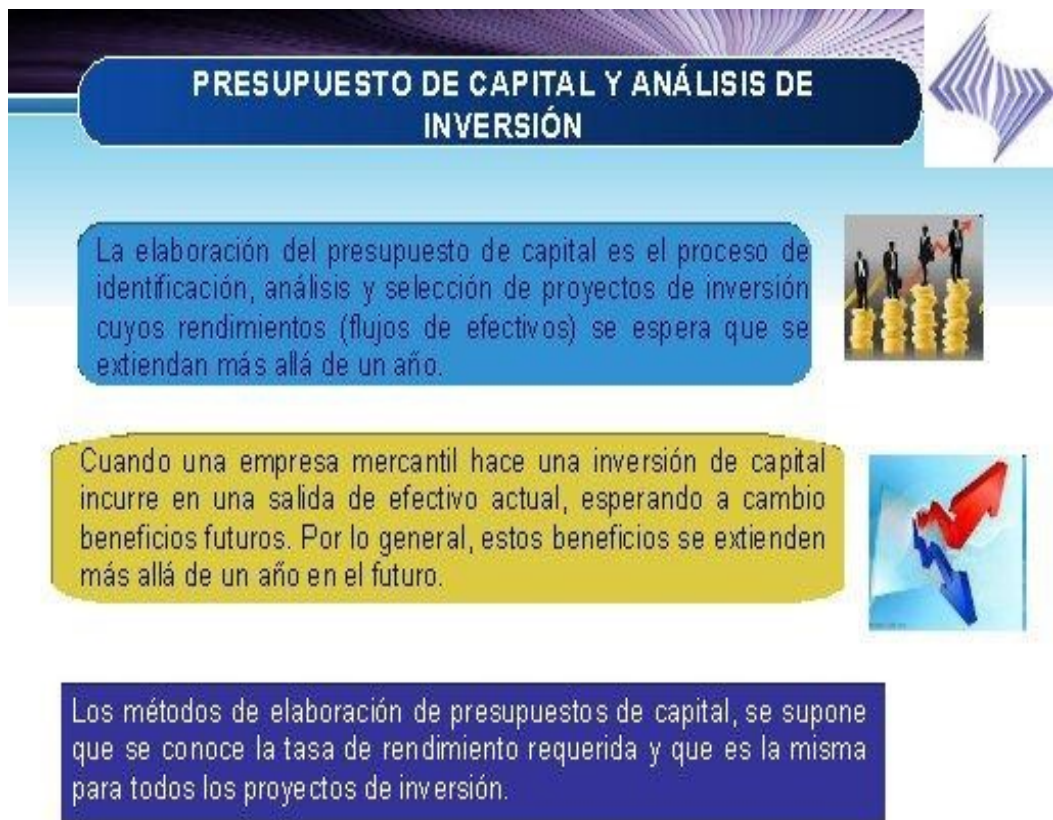 PRESUPUESTO DE CAPITAL Y ANÁLISIS DE
INVERSIÓN
La elaboración del presupuesto de capital es el proceso de
identificación, análisis y selección de proyectos de inversión
cuyos rendimientos (flujos de efectivos) se espera que se
extiendan más allá de un año.
Cuando una empresa mercantil hace una inversión de capital
incurre en una salida de efectivo actual, esperando a cambio
beneficios futuros. Por lo general, estos beneficios se extienden
más allá de un año en el futuro.
Los métodos de elaboración de presupuestos de capital, se supone
que se conoce la tasa de rendimiento requerida y que es la misma
para todos los proyectos de inversión.